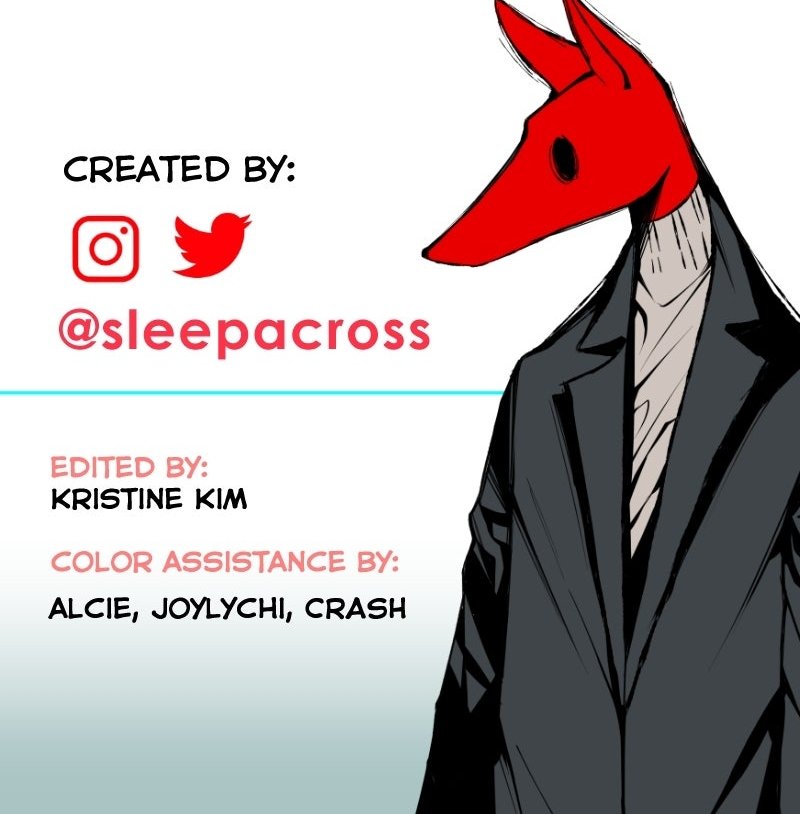 CREATED BY:
@sleepacross
EDITED BY:
KRISTINE KIM
COLOR ASSISTANCE BY:
ALCIE, JOYLYCHI, CRASH